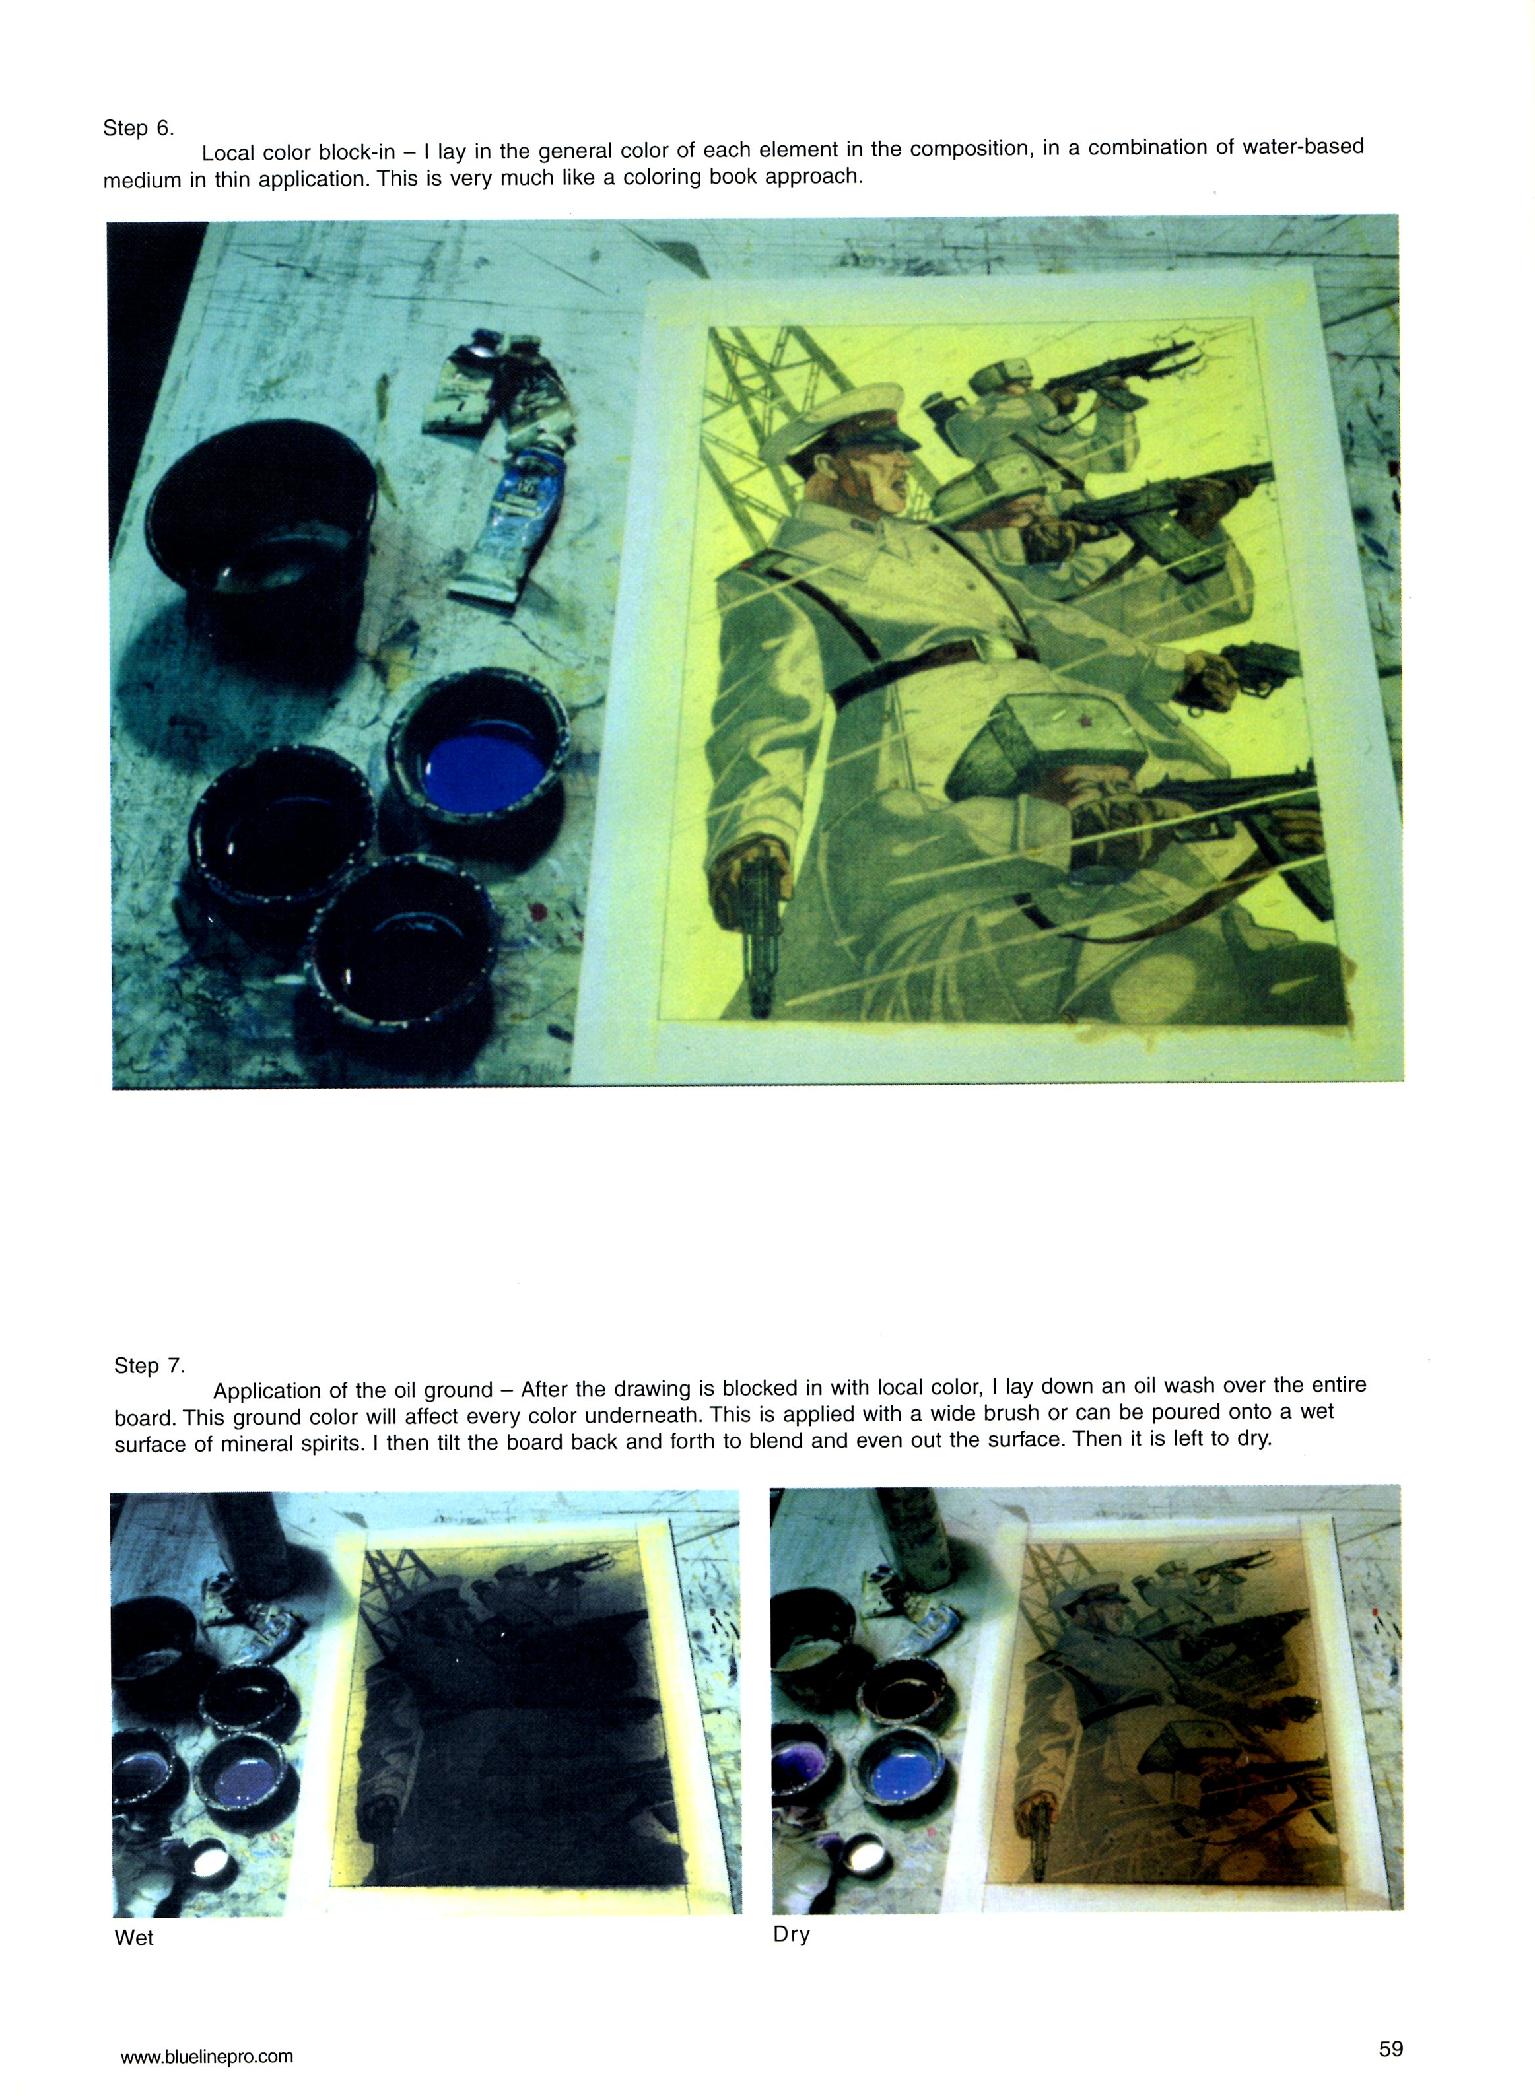 Step 6.
Local color block-in – I lay in the general color of each element in the composition, in a combination of water-based
medium in thin application. This is very much like a coloring book approach.
Step 7.
Application of the oil ground – After the drawing is blocked in with local color, I lay down an oil wash over the entire
board. This ground color will affect every color underneath. This is applied with a wide brush or can be poured onto a wet
surface of mineral spirits. I then tilt the board back and forth to blend and even out the surface. Then it is left to dry.
Wet
Dry
www.bluelinepro.com
59